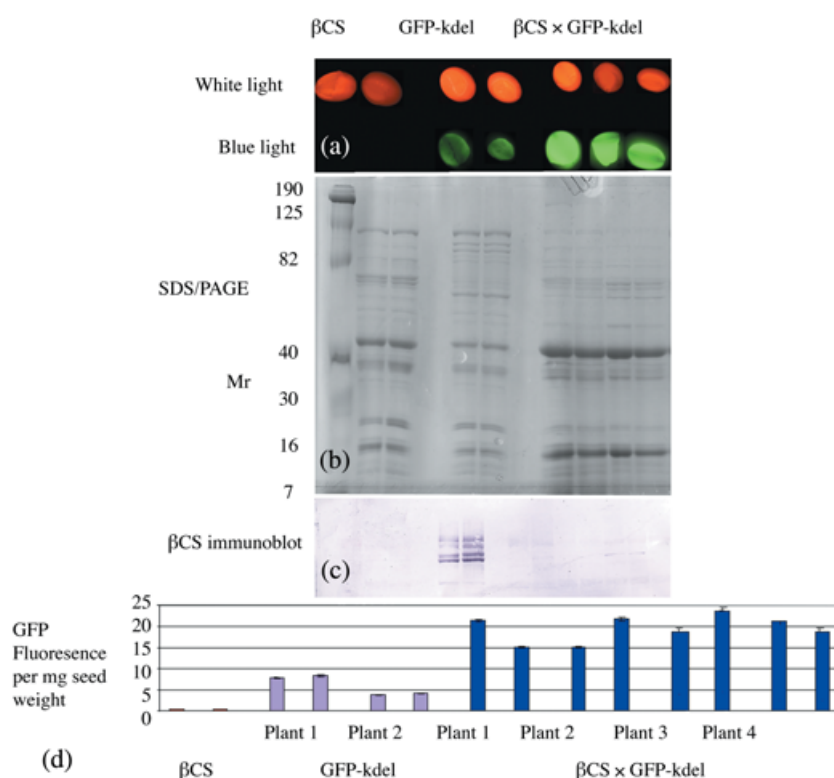 βCS GFP-kdel βCS × GFP-kdel
White light
Blue light
(a)
190
125
82
SDS/PAGE
40
Mr
30
16
(b)
7
βCS immunoblot
(c)
25
GFP 20
Fluoresence 15
per mg seed 10
weight 5
0
Plant 1 Plant 2 Plant 1 Plant 2 Plant 3 Plant 4
(d)
βCS GFP-kdel βCS × GFP-kdel